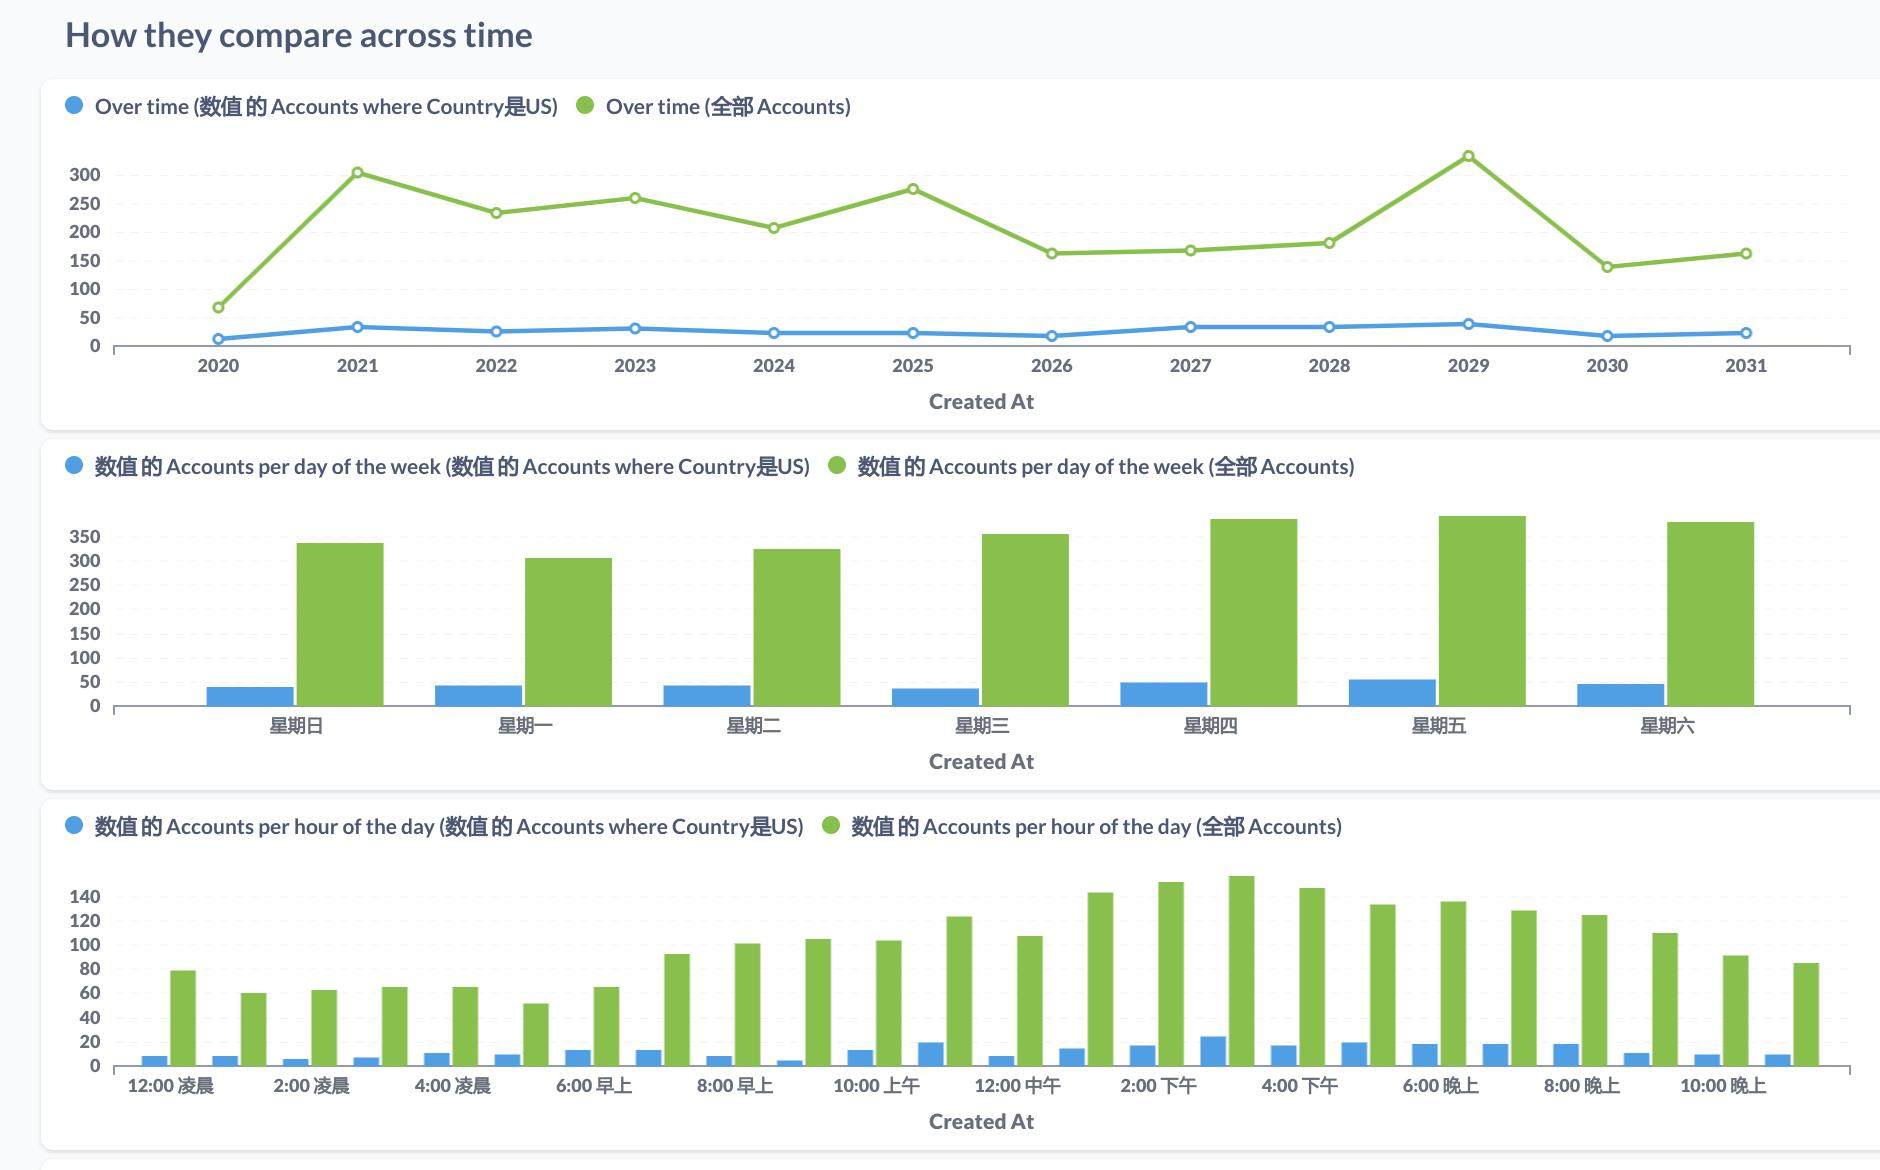 How they compare across time
Over time (数值 的 Accounts where Country是US) Over time (全部 Accounts)
300
250
200
150
100
50
0
2020 2021 2022 2023 2024 2025 2026 2027 2028 2029 2030 2031
Created At
数值 的 Accounts per day of the week (数值 的 Accounts where Country是US) 数值 的 Accounts per day of the week (全部 Accounts)
350
300
250
200
150
100
50
0
星期日 星期一 星期二 星期三 星期四 星期五 星期六
Created At
数值 的 Accounts per hour of the day (数值 的 Accounts where Country是US) 数值 的 Accounts per hour of the day (全部 Accounts)
140
120
100
80
60
40
20
0
12:00 凌晨 2:00 凌晨 4:00 凌晨 6:00 早上 8:00 早上 10:00 上午 12:00 中午 2:00 下午 4:00 下午 6:00 晚上 8:00 晚上 10:00 晚上
Created At